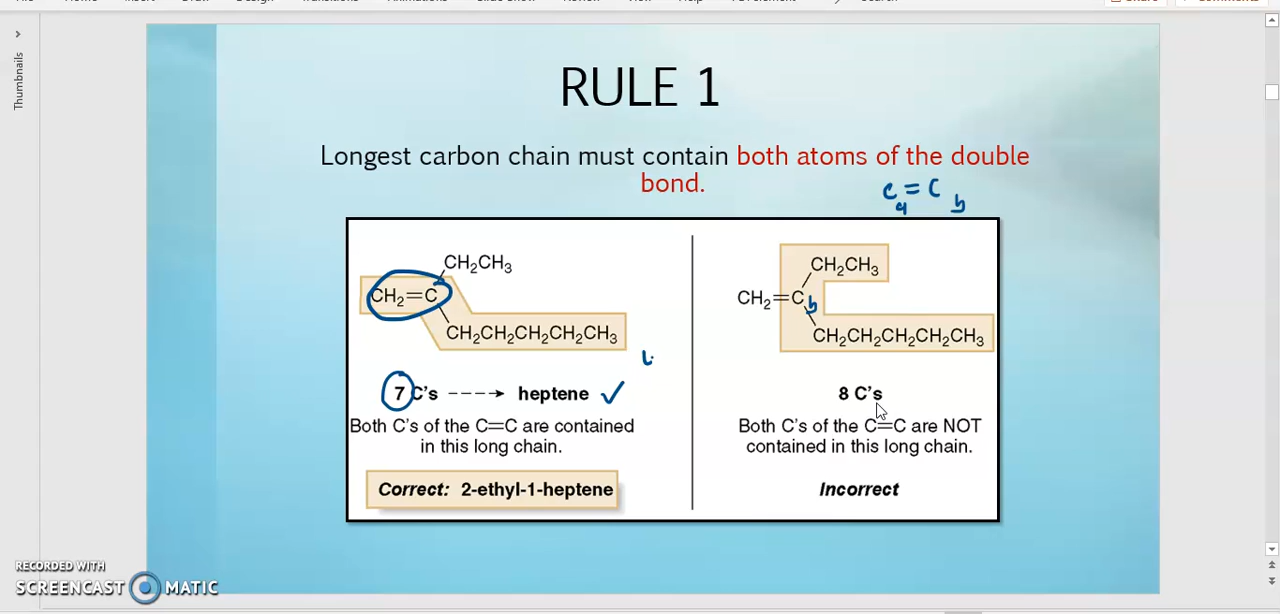 Thumbnails
RULE 1
Longest carbon chain must contain both atoms of the double
bond.
C
a
=C
b
CH₂CH₃
CH₂=C
CH₂CH₂CH₂CH₂CH₃
7 C's ----> heptene ✓
Both C's of the C=C are contained
in this long chain.
Correct: 2-ethyl-1-heptene
CH₂CH₃
CH₂=C b
CH₂CH₂CH₂CH₂CH₃
8 C's
Both C's of the C=C are NOT
contained in this long chain.
Incorrect
RECORDED WITH
SCREENCAST MATIC